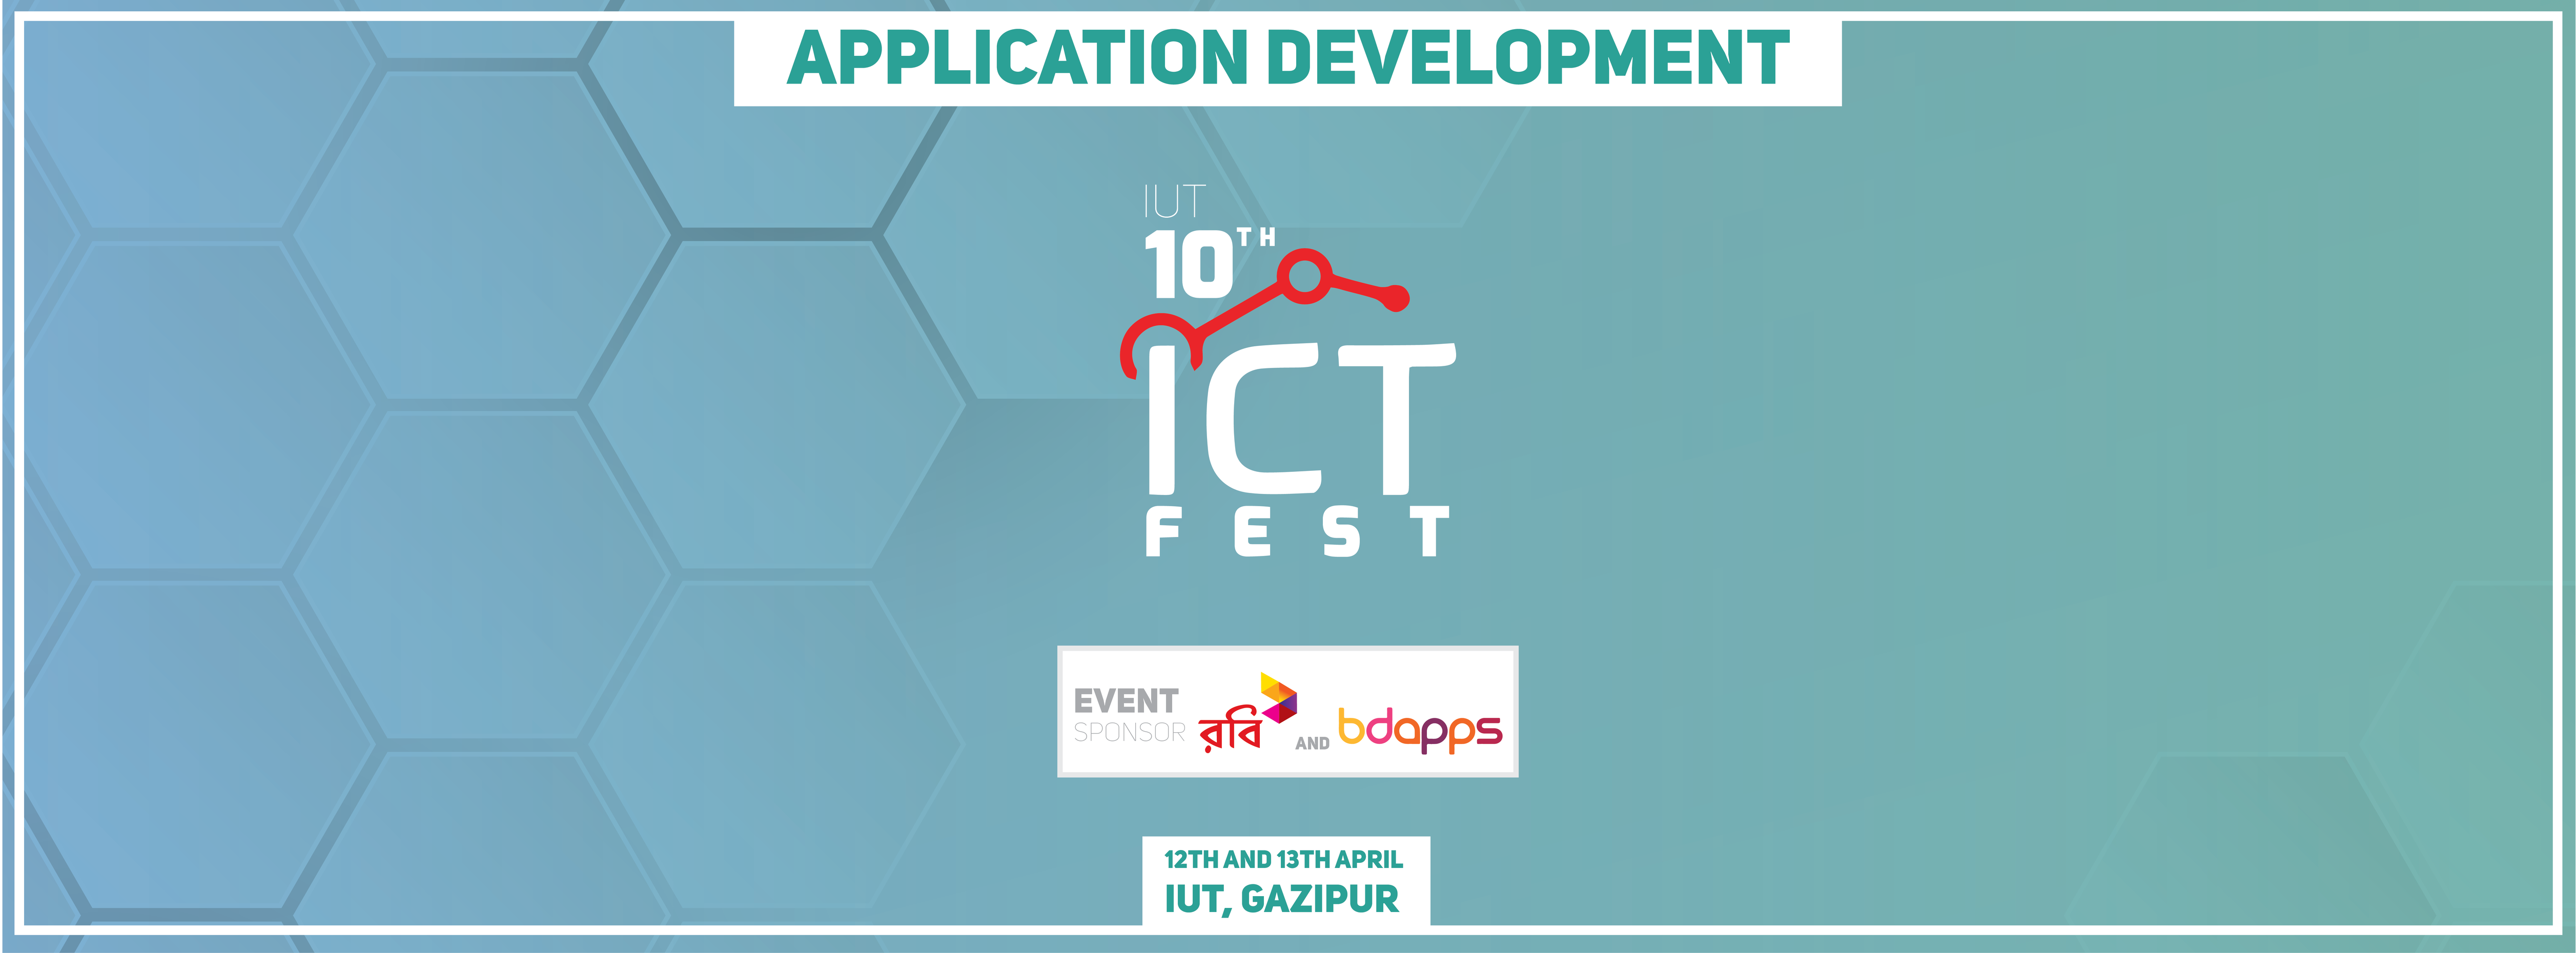 APPLICATION DEVELOPMENT
IUT
10TH
ICT
FEST
EVENT
SPONSOR
রবি AND bdapps
12TH AND 13TH APRIL
IUT, GAZIPUR